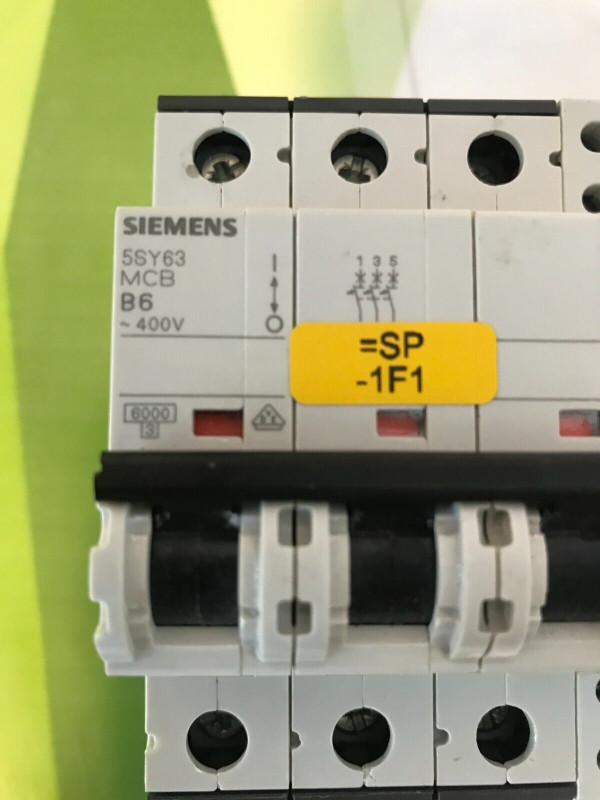 SIEMENS
5SY63
MCB
B6
~ 400V
I
O
1 3 5
=SP
-1F1
6000
3